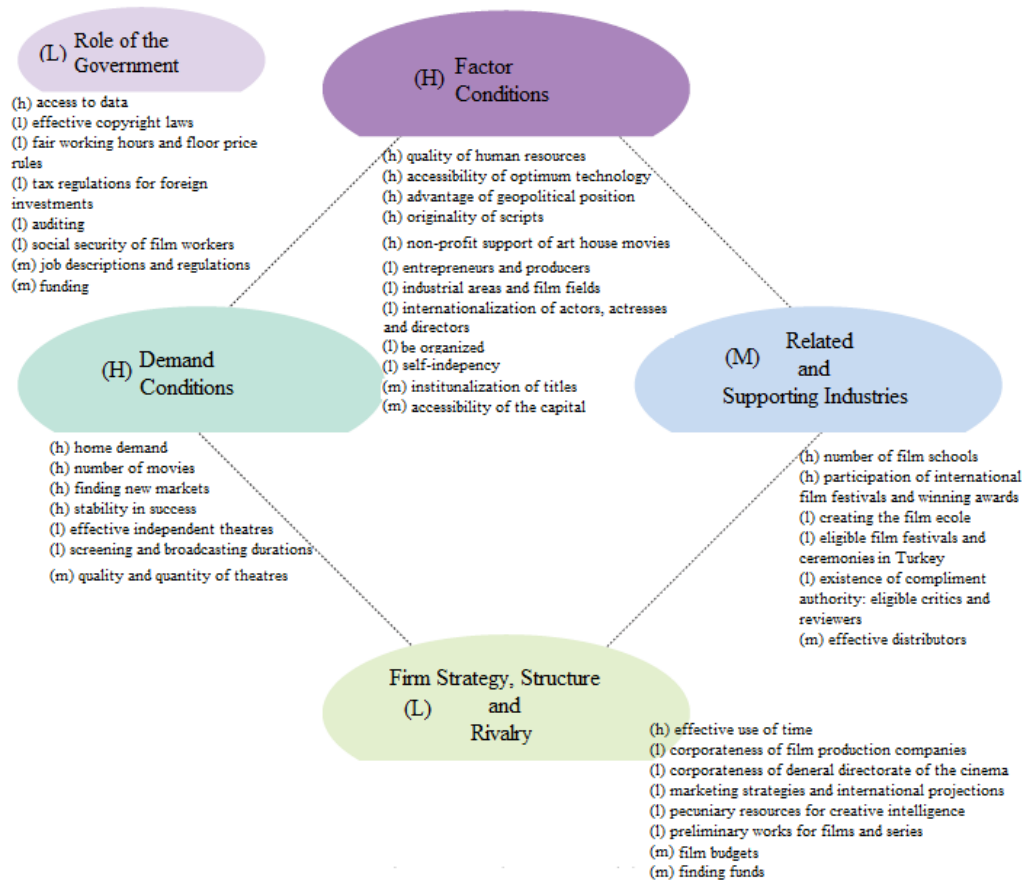 (L) Role of the
Government
(h) access to data
(l) effective copyright laws
(l) fair working hours and floor price
rules
(l) tax regulations for foreign
investments
(l) auditing
(l) social security of film workers
(m) job descriptions and regulations
(m) funding
(H) Factor
Conditions
(h) quality of human resources
(h) accessibility of optimum technology
(h) advantage of geopolitical position
(h) originality of scripts
(h) non-profit support of art house movies
(l) entrepreneurs and producers
(l) industrial areas and film fields
(l) internationalization of actors, actresses
and directors
(l) be organized
(l) self-indepency
(m) institunalization of titles
(m) accessibility of the capital
(H) Demand
Conditions
(h) home demand
(h) number of movies
(h) finding new markets
(h) stability in success
(l) effective independent theatres
(l) screening and broadcasting durations
(m) quality and quantity of theatres
(M) Related
and
Supporting Industries
(h) number of film schools
(h) participation of international
film festivals and winning awards
(l) creating the film ecole
(l) eligible film festivals and
ceremonies in Turkey
(l) existence of compliment
authority: eligible critics and
reviewers
(m) effective distributors
Firm Strategy, Structure
(L) and
Rivalry
(h) effective use of time
(l) corporateness of film production companies
(l) corporateness of deneral directorate of the cinema
(l) marketing strategies and international projections
(l) pecuniary resources for creative intelligence
(l) preliminary works for films and series
(m) film budgets
(m) finding funds